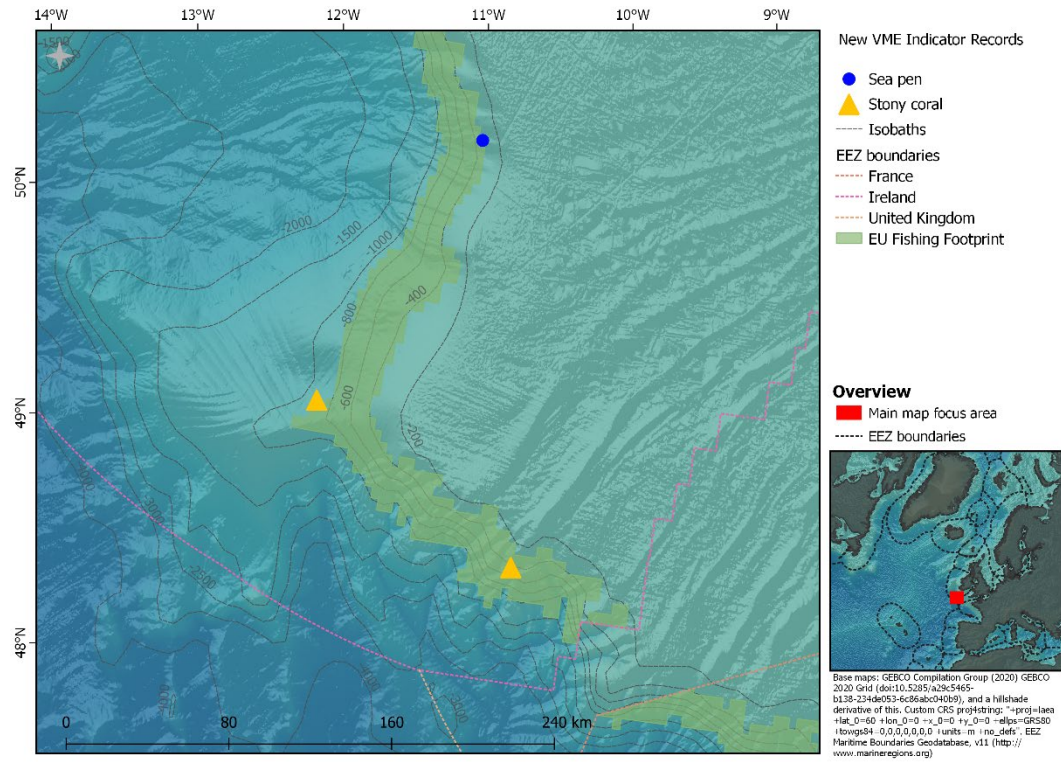 14°W
13°W
12°W
11°W
10°W
9°W
50°N
49°N
48°N
-1500
-2000
-1500
-1000
-400
-800
-600
-200
0
80
160
240 km
New VME Indicator Records
Sea pen
Stony coral
Isobaths
EEZ boundaries
France
Ireland
United Kingdom
EU Fishing Footprint
Overview
Main map focus area
EEZ boundaries
Base maps: GEBCO Compilation Group (2020) GEBCO
2020 Grid (doi:10.5285/a29c5465-
b138-234de053-6c86abc040b9), and a hillshade
derivative of this. Custom CRS proj4string: "+proj=laea
+lat_0=60 +lon_0=0 +x_0=0 +y_0=0 +ellps=GRS80
+towgs84=0,0,0,0,0,0,0 +units=m +no_defs". EEZ
Maritime Boundaries Geodatabase, v11 (http://
www.marineregions.org)